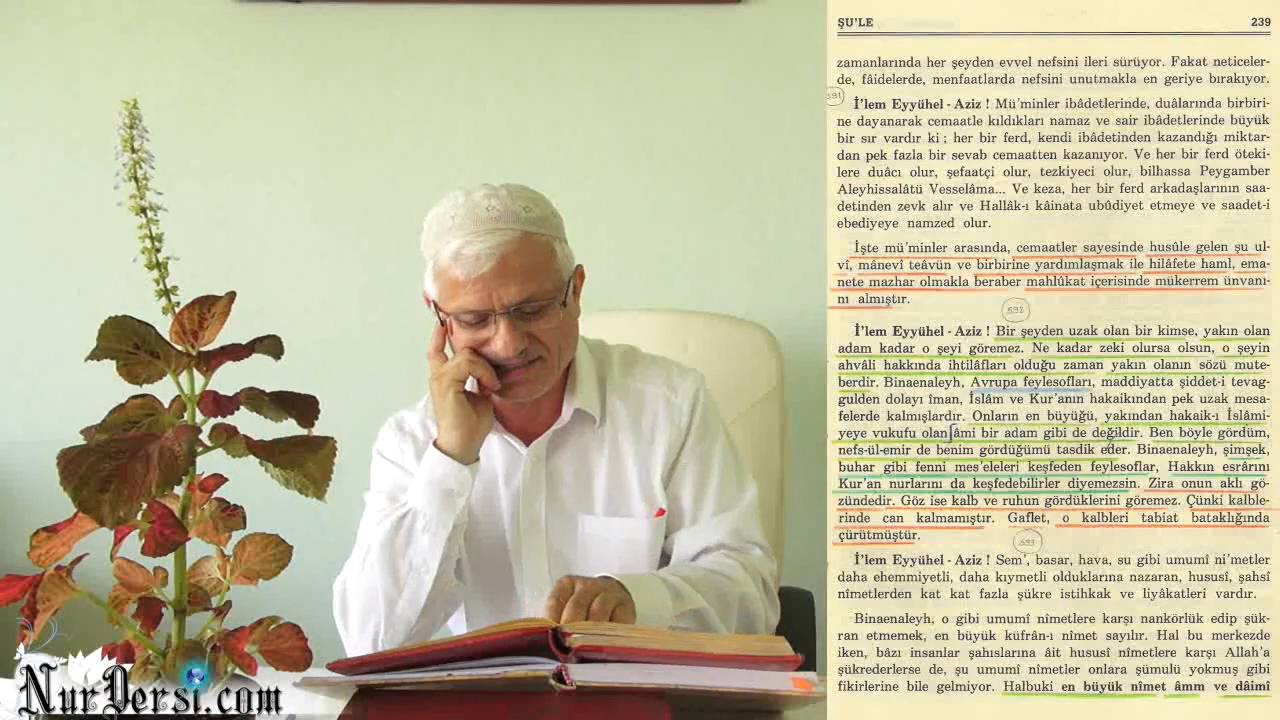 ŞU'LE 239
zamanlarında her şeyden evvel nefsini ileri sürüyor. Fakat neticeler-
de, fâidelerde, menfaatlarda nefsini unutmakla en geriye bırakıyor.
591
İ'lem Eyyühel - Aziz ! Mü'minler ibâdetlerinde, duâlarında birbiri-
ne dayanarak cemaatle kıldıkları namaz ve sair ibâdetlerinde büyük
bir sır vardır ki ; her bir ferd, kendi ibâdetinden kazandığı miktar-
dan pek fazla bir sevab cemaatten kazanıyor. Ve her bir ferd öteki-
lere duâcı olur, şefaatçi olur, tezkiyeci olur, bilhassa Peygamber
Aleyhissalâtü Vesselâma... Ve keza, her bir ferd arkadaşlarının saa-
detinden zevk alır ve Hallâk-ı kâinata ubûdiyet etmeye ve saadet-i
ebediyeye namzed olur.
İşte mü'minler arasında, cemaatler sayesinde husûle gelen şu ul-
vî, mânevî teâvün ve birbirine yardımlaşmak ile hilâfete haml, ema-
nete mazhar olmakla beraber mahlûkat içerisinde mükerrem ünvanı-
nı almıştır.
592
İ'lem Eyyühel - Aziz ! Bir şeyden uzak olan bir kimse, yakın olan
adam kadar o şeyi göremez. Ne kadar zeki olursa olsun, o şeyin
ahvâli hakkında ihtilâfları olduğu zaman yakın olanın sözü mute-
berdir. Binaenaleyh, Avrupa feylesofları, maddiyatta şiddet-i tevag-
gulden dolayı îman, İslâm ve Kur'anın hakaikından pek uzak mesa-
felerde kalmışlardır. Onların en büyüğü, yakından hakaik-ı İslâmi-
yeye vukufu olan âmi bir adam gibi de değildir. Ben böyle gördüm,
nefs-ül-emir de benim gördüğümü tasdik eder. Binaenaleyh, şimşek,
buhar gibi fenni mes'eleleri keşfeden feylesoflar, Hakkın esrârını
Kur'an nurlarını da keşfedebilirler diyemezsin. Zira onun aklı gö-
zündedir. Göz ise kalb ve ruhun gördüklerini göremez. Çünki kalble-
rinde can kalmamıştır. Gaflet, o kalbleri tabiat bataklığında
çürütmüştür.
İ'lem Eyyühel - Aziz ! Sem', basar, hava, su gibi umumî ni'metler
daha ehemmiyetli, daha kıymetli olduklarına nazaran, hususî, şahsî
nîmetlerden kat kat fazla şükre istihkak ve liyâkatleri vardır.
Binaenaleyh, o gibi umumî nîmetlere karşı nankörlük edip şük-
ran etmemek, en büyük küfrân-ı nîmet sayılır. Hal bu merkezde
iken, bâzı insanlar şahıslarına âit hususî nîmetlere karşı Allah'a
şükrederlerse de, şu umumî nîmetler onlara şümulü yokmuş gibi
fikirlerine bile gelmiyor. Halbuki en büyük nîmet âmm ve dâimî
NurDersi.com